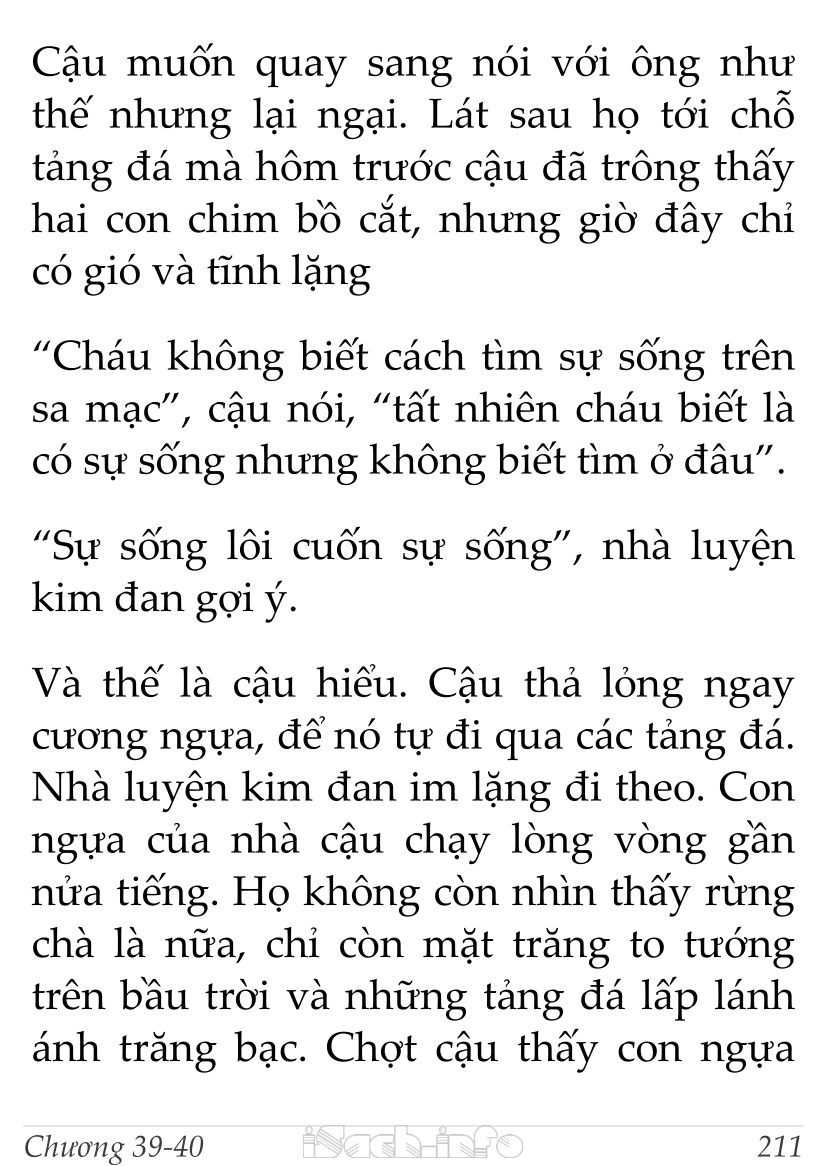 Cậu muốn quay sang nói với ông như
thế nhưng lại ngại. Lát sau họ tới chỗ
tảng đá mà hôm trước cậu đã trông thấy
hai con chim bồ cắt, nhưng giờ đây chỉ
có gió và tĩnh lặng
“Cháu không biết cách tìm sự sống trên
sa mạc”, cậu nói, “tất nhiên cháu biết là
có sự sống nhưng không biết tìm ở đâu”.
“Sự sống lôi cuốn sự sống”, nhà luyện
kim đan gợi ý.
Và thế là cậu hiểu. Cậu thả lỏng ngay
cương ngựa, để nó tự đi qua các tảng đá.
Nhà luyện kim đan im lặng đi theo. Con
ngựa của nhà cậu chạy lòng vòng gần
nửa tiếng. Họ không còn nhìn thấy rừng
chà là nữa, chỉ còn mặt trăng to tướng
trên bầu trời và những tảng đá lấp lánh
ánh trăng bạc. Chợt cậu thấy con ngựa
Chương 39-40 iSach.info 211